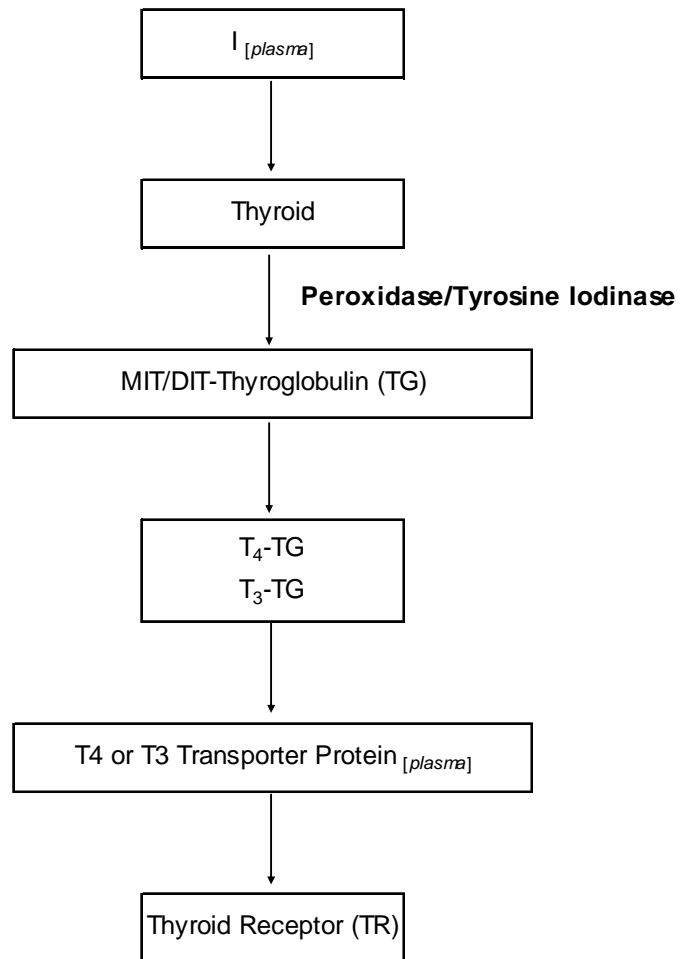 I [plasma]
Thyroid
Peroxidase/Tyrosine Iodinase
MIT/DIT-Thyroglobulin (TG)
T₄-TG
T₃-TG
T4 or T3 Transporter Protein [plasma]
Thyroid Receptor (TR)